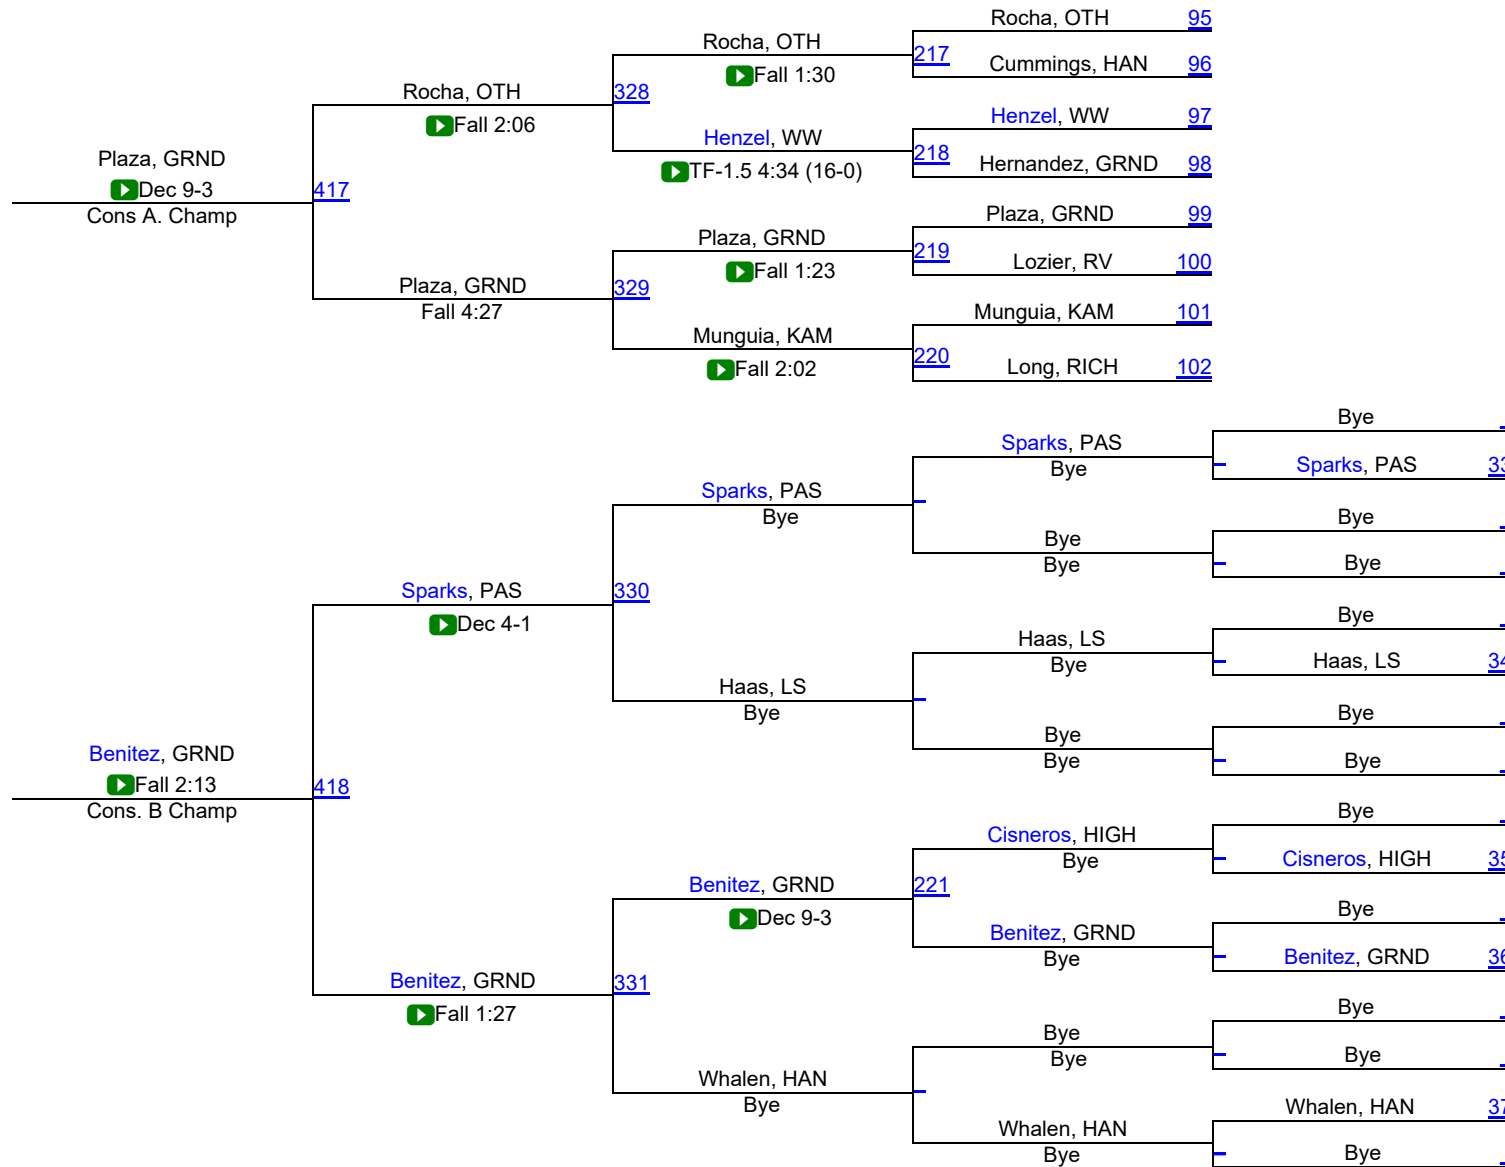 Rocha, OTH 95
Rocha, OTH
217
Cummings, HAN 96
Fall 1:30
Rocha, OTH
328
Fall 2:06
Henzel, WW 97
Henzel, WW
218
Hernandez, GRND 98
TF-1.5 4:34 (16-0)
Plaza, GRND
Dec 9-3
417
Cons A. Champ
Plaza, GRND 99
Plaza, GRND
219
Lozier, RV 100
Fall 1:23
Plaza, GRND
329
Fall 4:27
Munguia, KAM 101
Munguia, KAM
220
Long, RICH 102
Fall 2:02
Bye
Sparks, PAS
Bye
Sparks, PAS 33
Sparks, PAS
Bye
Bye
Bye
Bye
Bye
Sparks, PAS
330
Dec 4-1
Bye
Haas, LS
Bye
Haas, LS 34
Haas, LS
Bye
Bye
Bye
Bye
Bye
Benitez, GRND
Fall 2:13
418
Cons. B Champ
Bye
Cisneros, HIGH
Bye
Cisneros, HIGH 35
Benitez, GRND
221
Dec 9-3
Bye
Benitez, GRND
Bye
Benitez, GRND 36
Benitez, GRND
331
Fall 1:27
Bye
Bye
Bye
Bye
Whalen, HAN
Bye
Whalen, HAN 37
Whalen, HAN
Bye
Bye